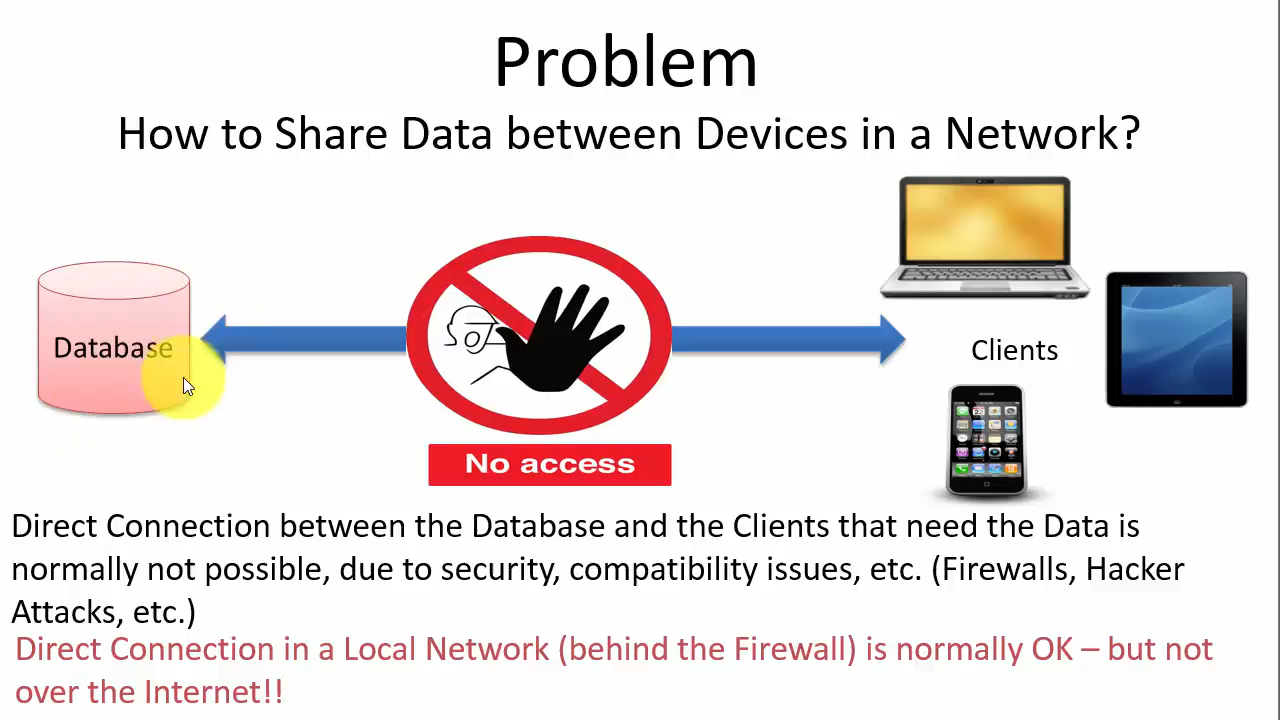 Problem
How to Share Data between Devices in a Network?
Database
Clients
No access
Direct Connection between the Database and the Clients that need the Data is
normally not possible, due to security, compatibility issues, etc. (Firewalls, Hacker
Attacks, etc.)
Direct Connection in a Local Network (behind the Firewall) is normally OK – but not
over the Internet!!